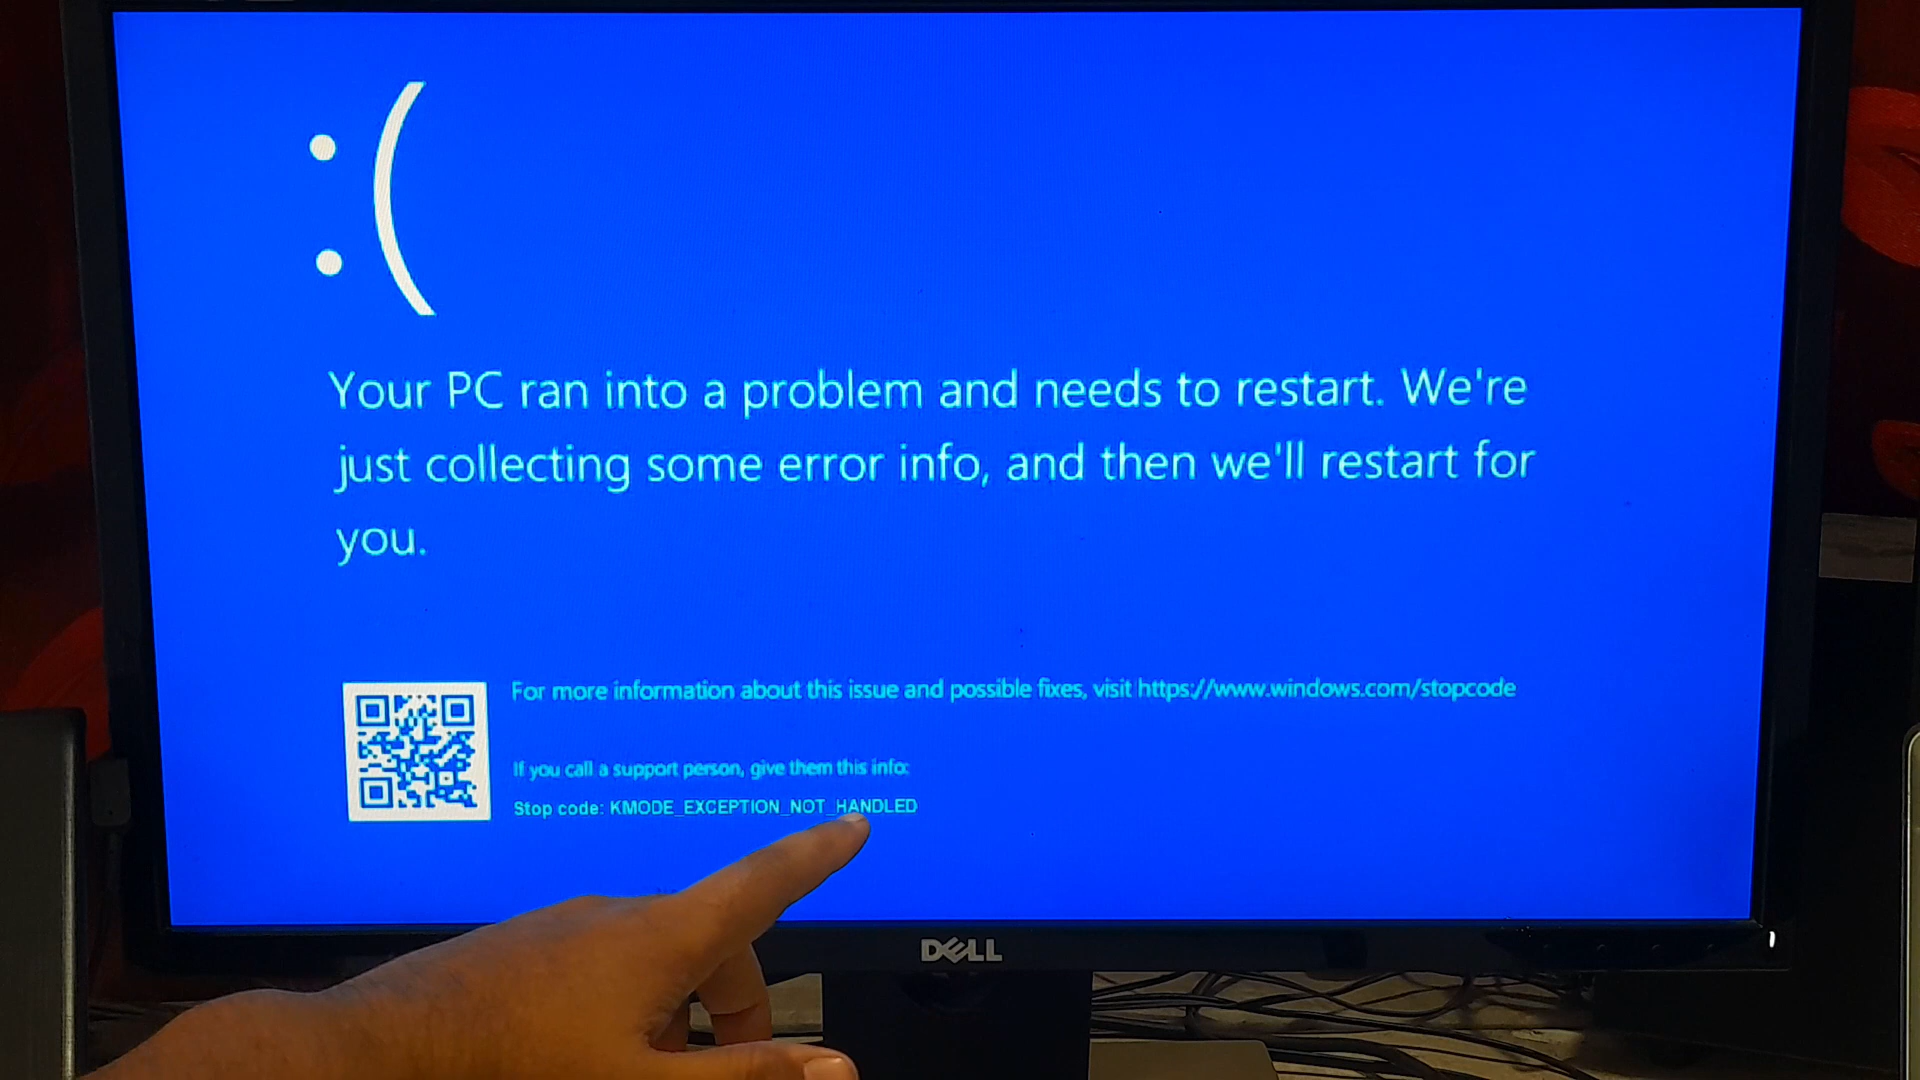 :(
Your PC ran into a problem and needs to restart. We're
just collecting some error info, and then we'll restart for
you.
For more information about this issue and possible fixes, visit https://www.windows.com/stopcode
If you call a support person, give them this info:
Stop code: KMODE_EXCEPTION_NOT_HANDLED
DELL